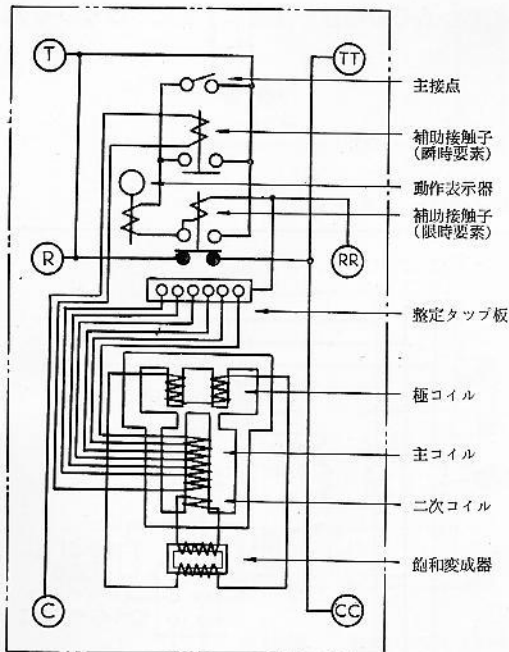 T
TT
主接点
補助接触子
(瞬時要素)
動作表示器
補助接触子
(限時要素)
R
RR
整定タップ板
極コイル
主コイル
二次コイル
飽和変成器
C
CC